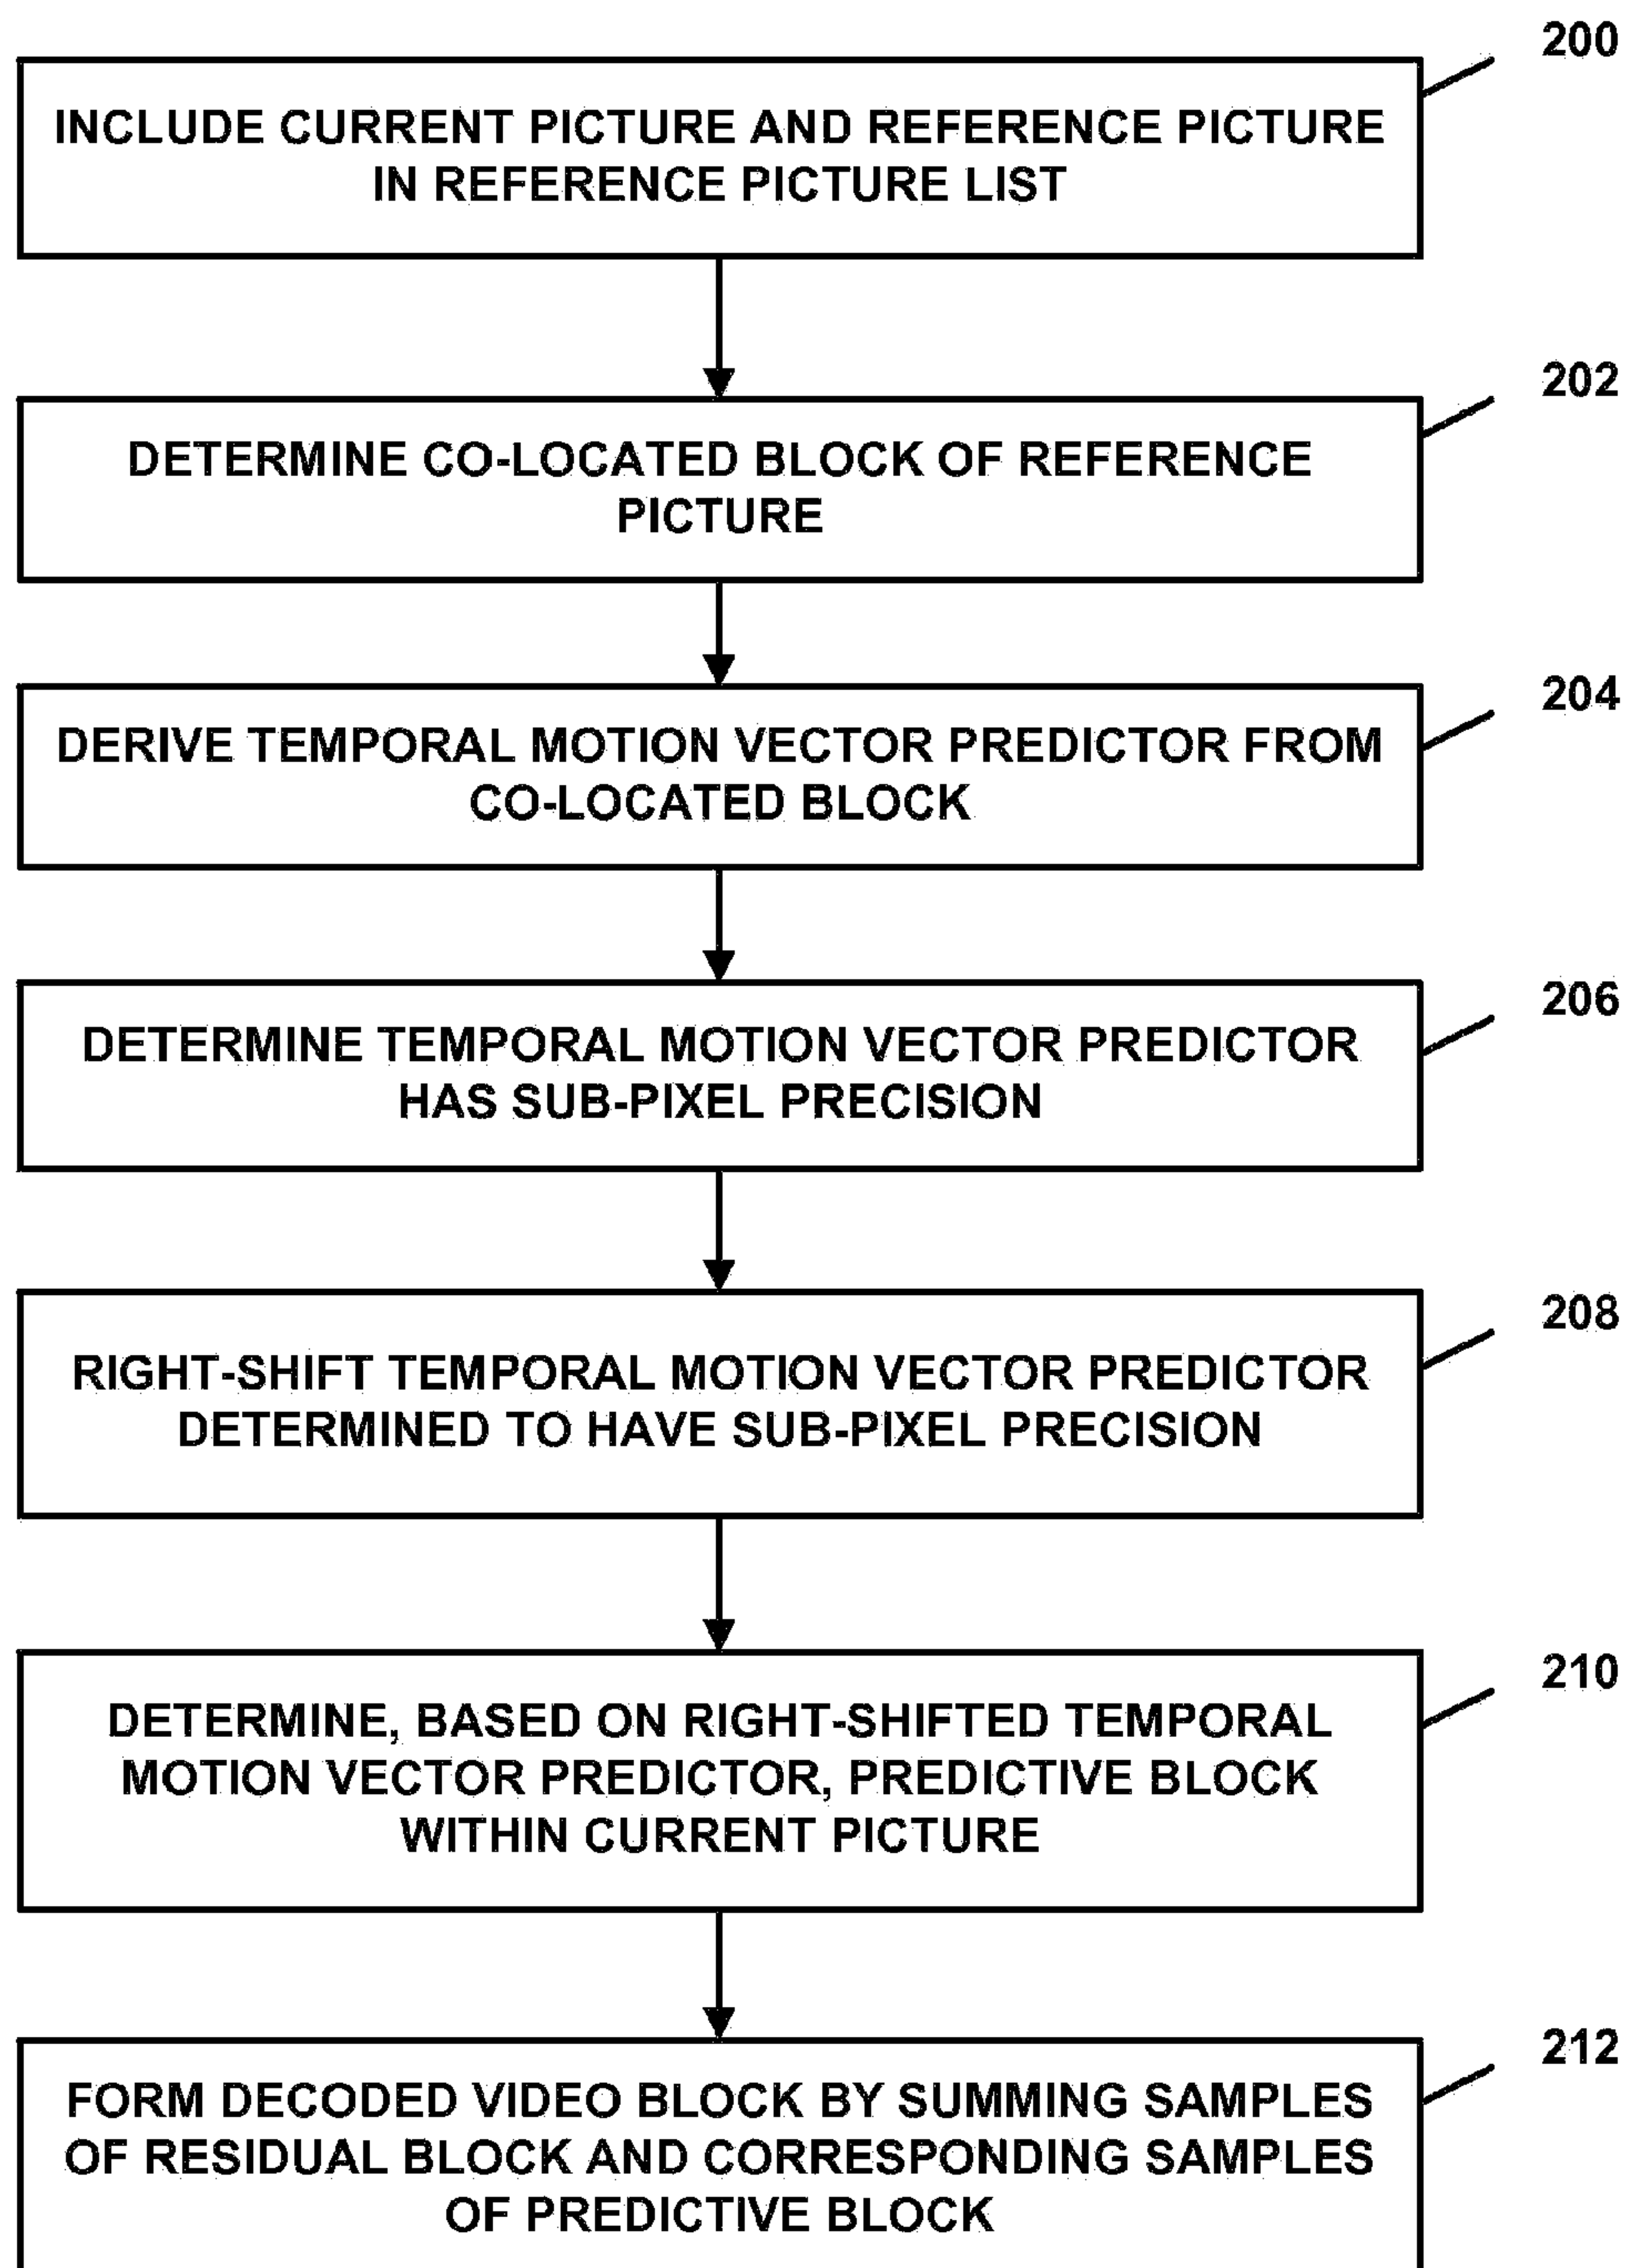 200
INCLUDE CURRENT PICTURE AND REFERENCE PICTURE
IN REFERENCE PICTURE LIST
202
DETERMINE CO-LOCATED BLOCK OF REFERENCE
PICTURE
204
DERIVE TEMPORAL MOTION VECTOR PREDICTOR FROM
CO-LOCATED BLOCK
206
DETERMINE TEMPORAL MOTION VECTOR PREDICTOR
HAS SUB-PIXEL PRECISION
208
RIGHT-SHIFT TEMPORAL MOTION VECTOR PREDICTOR
DETERMINED TO HAVE SUB-PIXEL PRECISION
210
DETERMINE, BASED ON RIGHT-SHIFTED TEMPORAL
MOTION VECTOR PREDICTOR, PREDICTIVE BLOCK
WITHIN CURRENT PICTURE
212
FORM DECODED VIDEO BLOCK BY SUMMING SAMPLES
OF RESIDUAL BLOCK AND CORRESPONDING SAMPLES
OF PREDICTIVE BLOCK